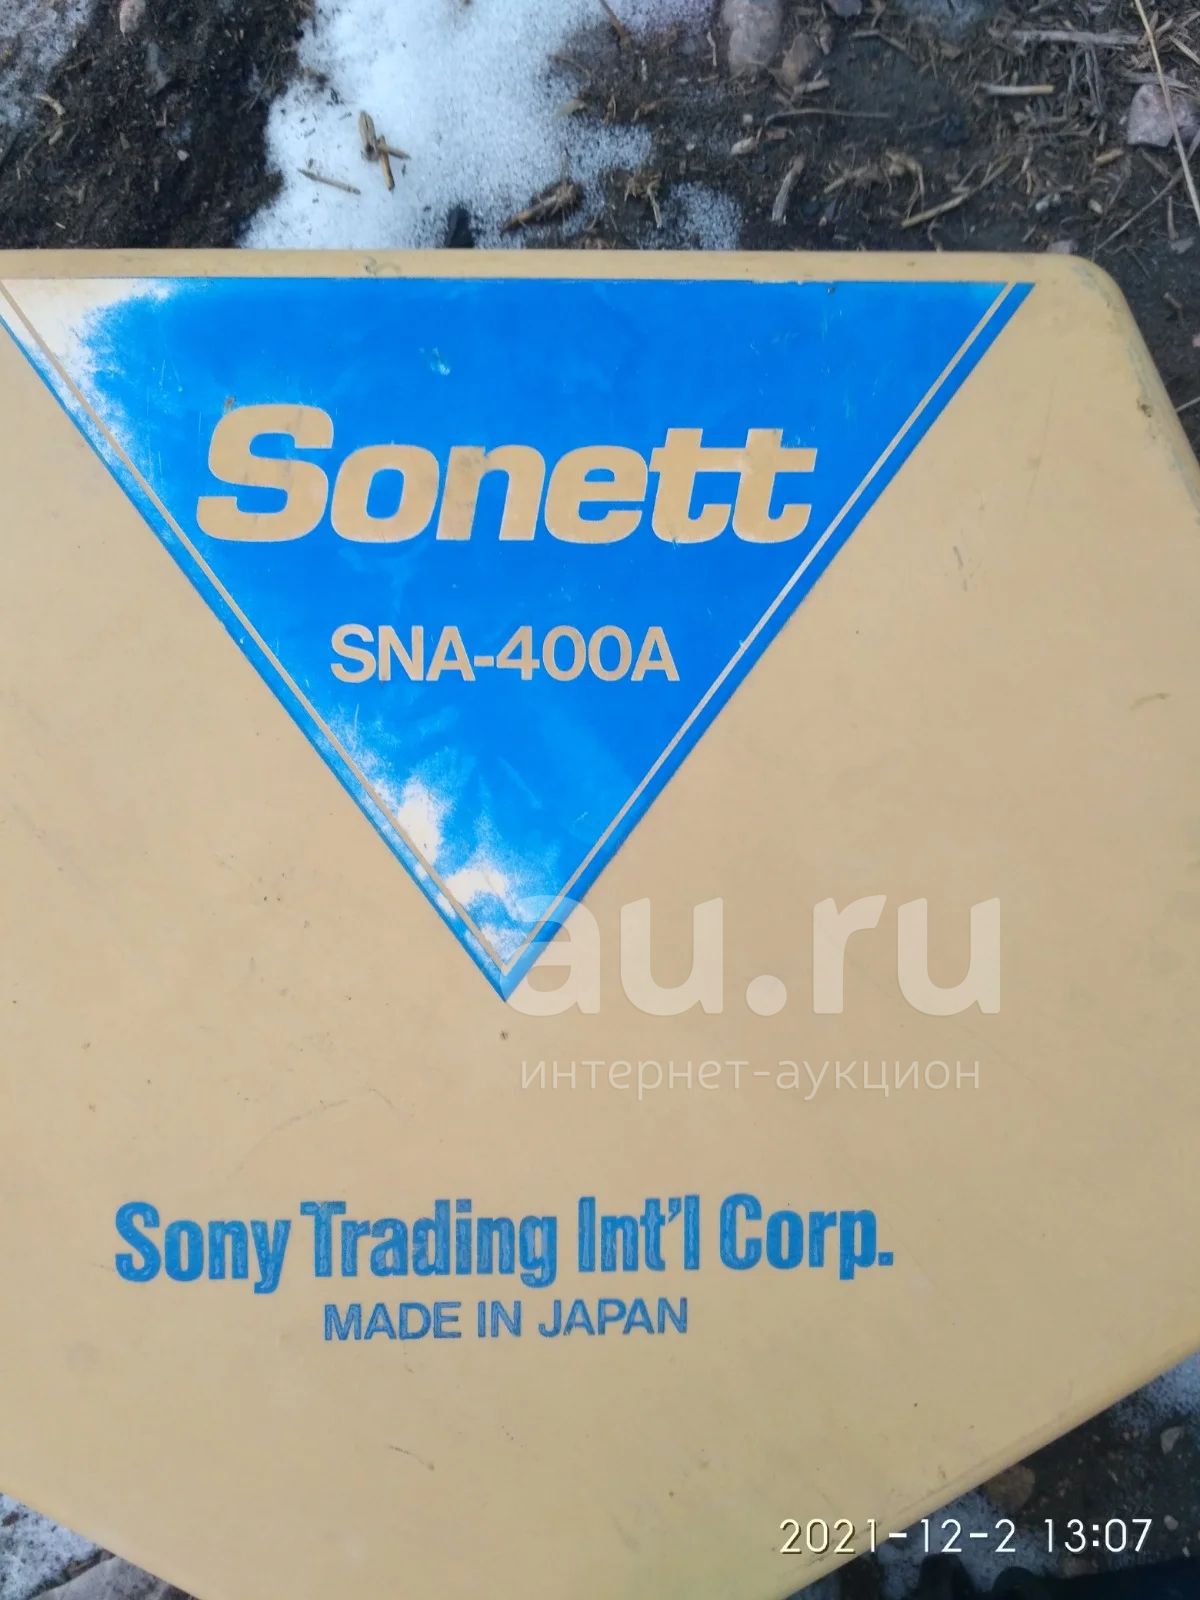 Sonett
SNA-400A
au.ru
интернет-аукцион
Sony Trading Int'l Corp.
MADE IN JAPAN
2021-12-2 13:07